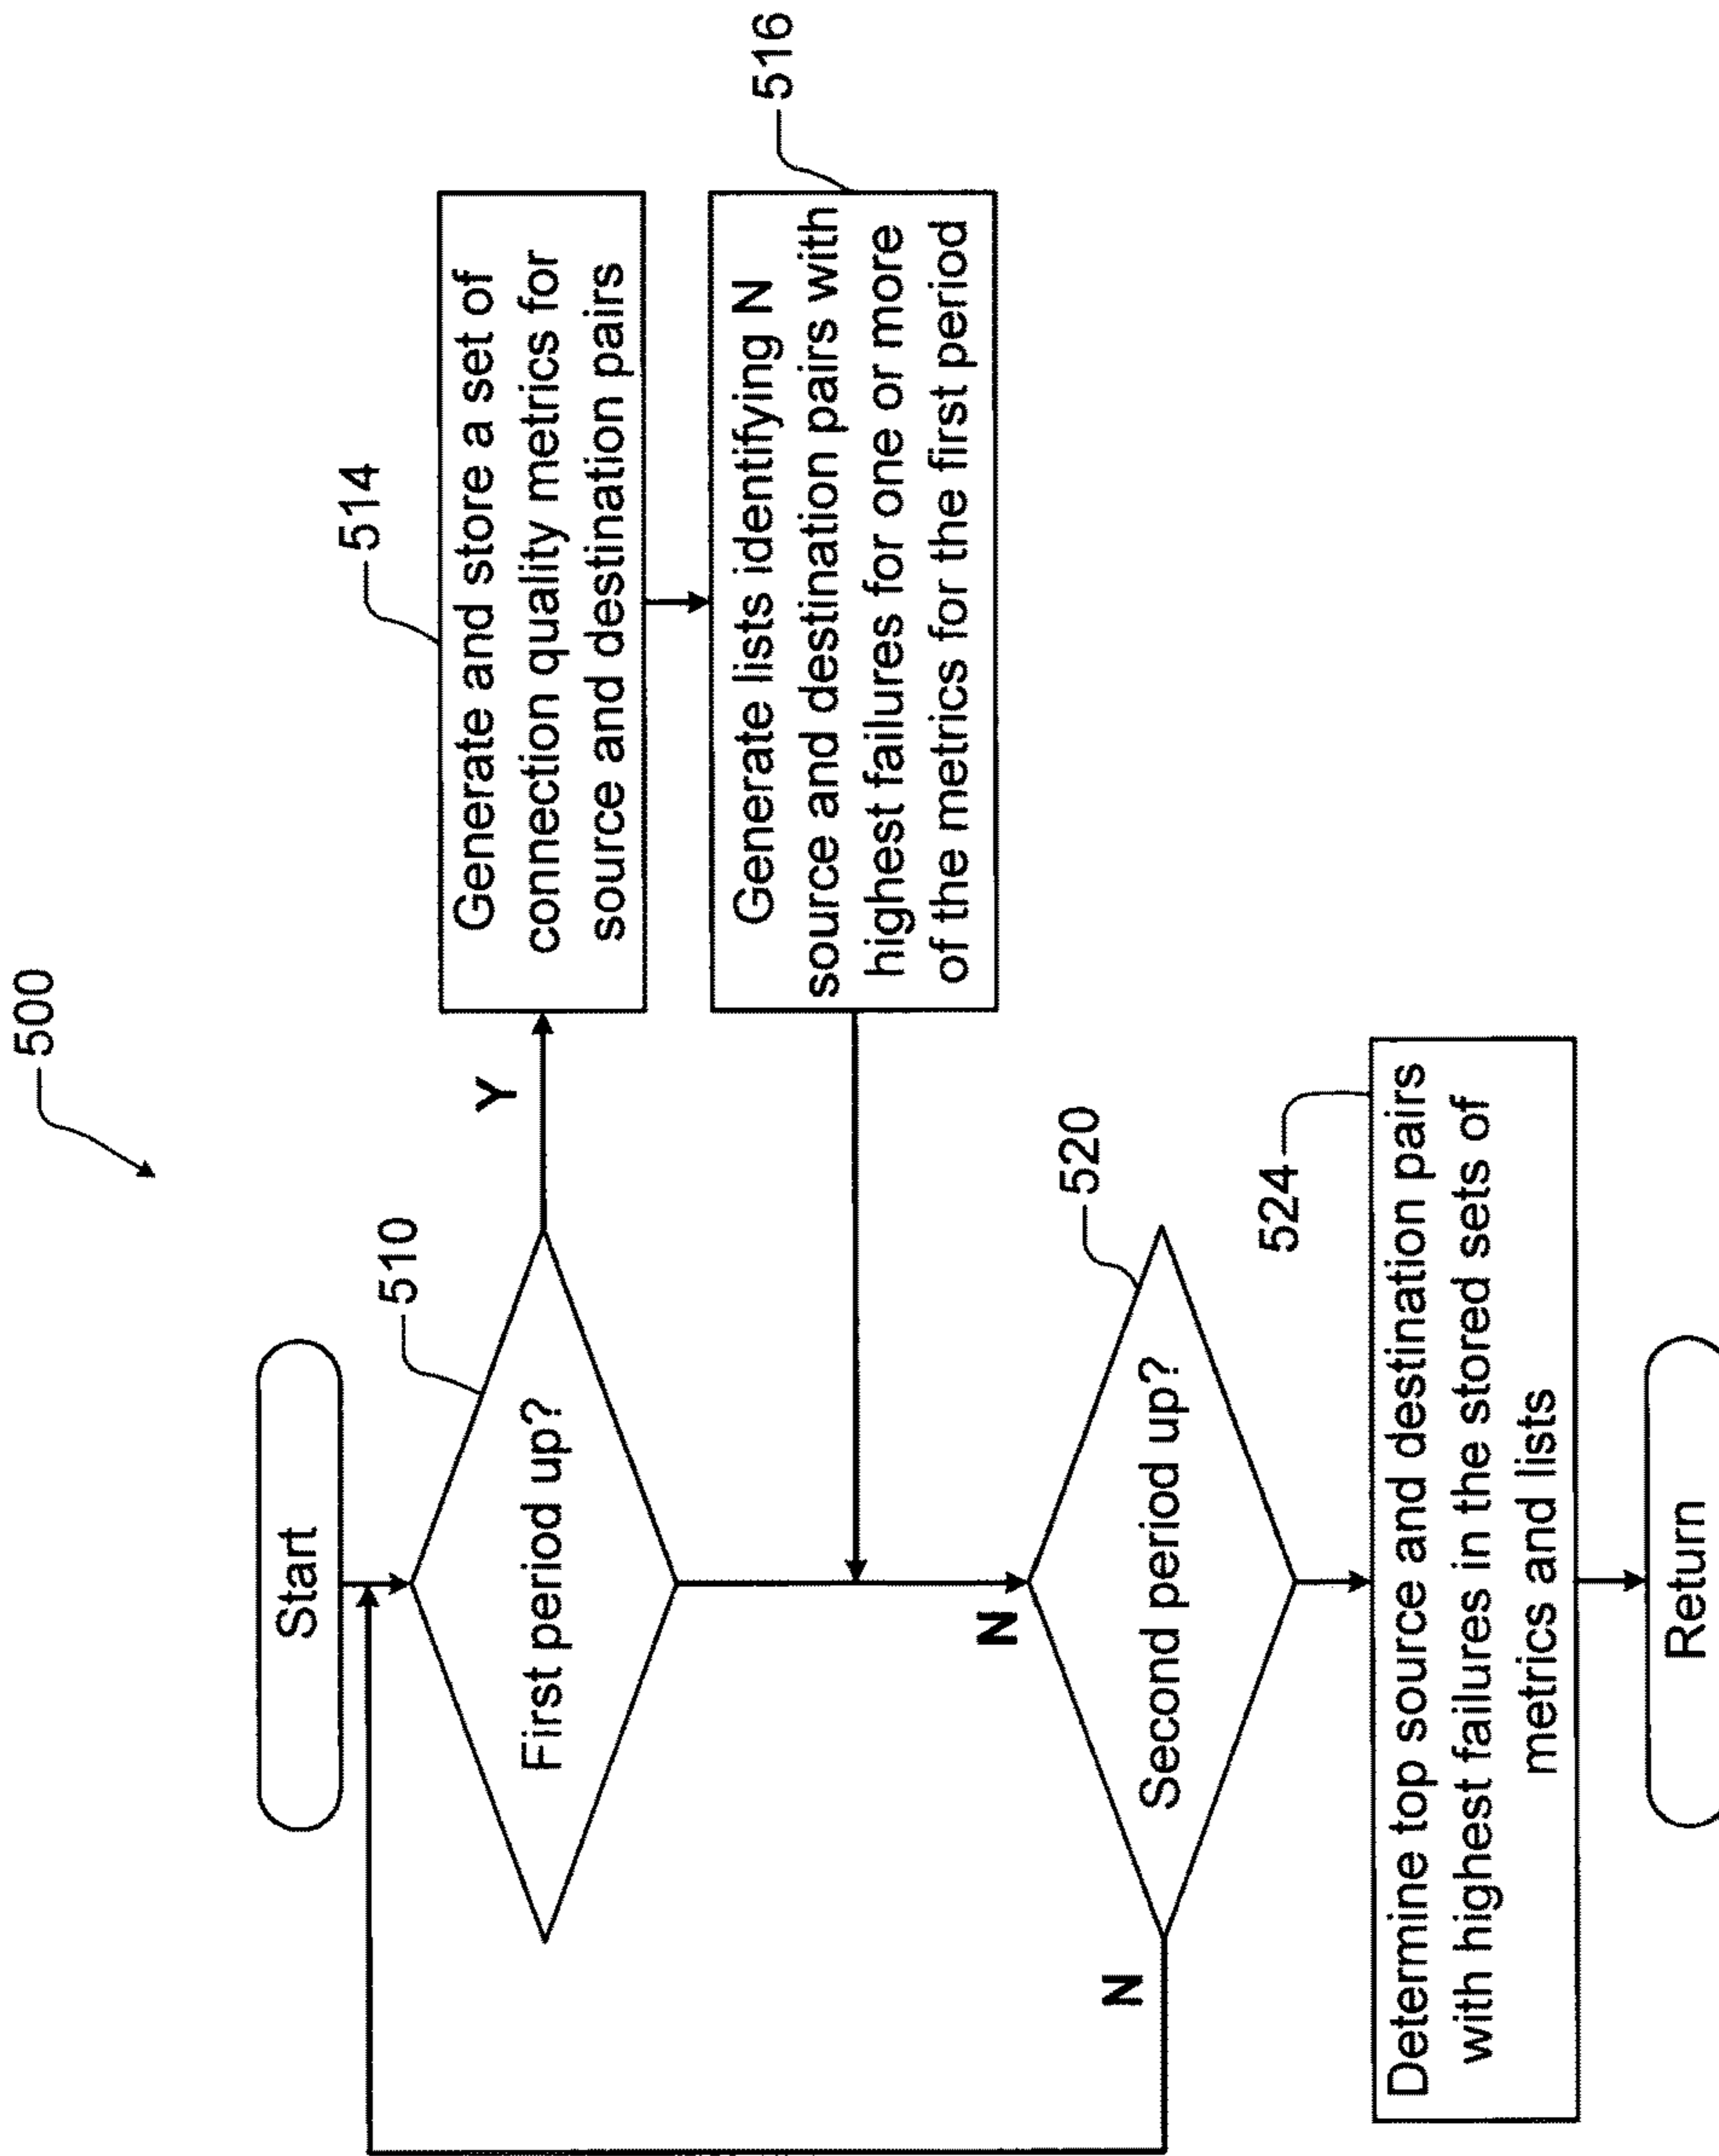 500
Start
510
First period up?
Y
514
Generate and store a set of
connection quality metrics for
source and destination pairs
516
Generate lists identifying N
source and destination pairs with
highest failures for one or more
of the metrics for the first period
N
520
Second period up?
N
524
Determine top source and destination pairs
with highest failures in the stored sets of
metrics and lists
Return